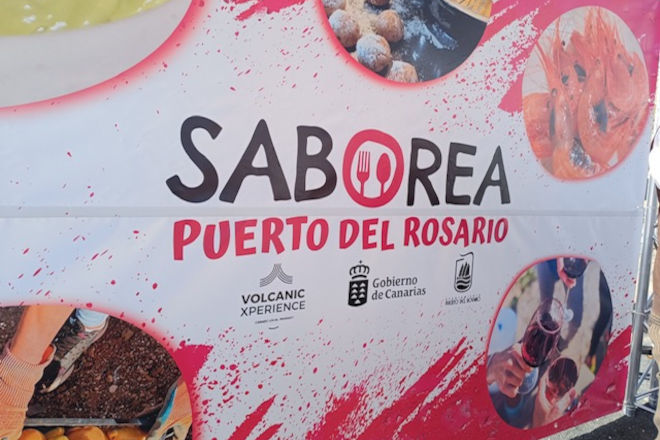 SABOREA
PUERTO DEL ROSARIO
VOLCANIC
XPERIENCE
Gobierno
de Canarias